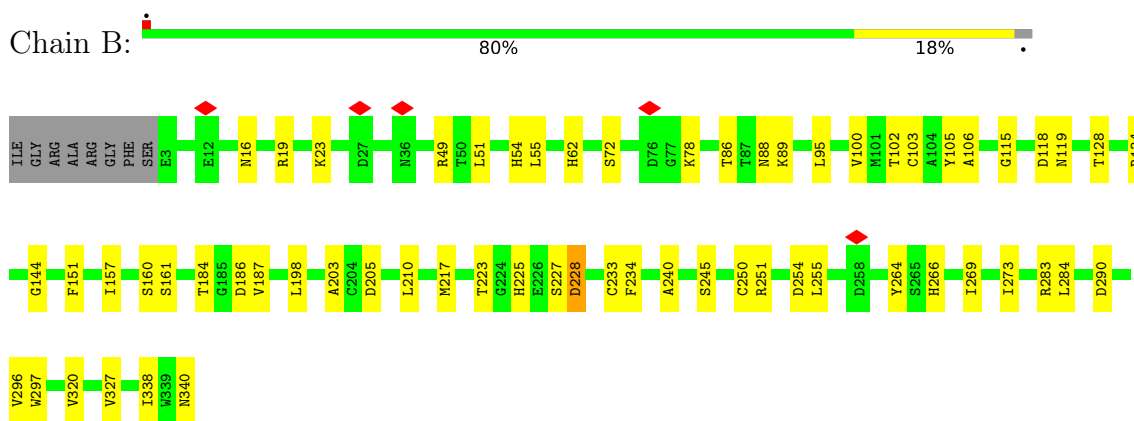 Chain B:
80% 18%
ILE GLY ARG ALA ARG GLY PHE SER E3 E12 N16 R19 K23 D27 N36 R49 T50 L51 H54 L55 H62 S72 D76 G77 K78 T86 T87 N88 K89 L95 V100 M101 T102 C103 A104 Y105 A106 G115 D118 N119 T128
G144 F151 I157 S160 S161 T184 G185 D186 V187 L198 A203 C204 D205 L210 M217 T223 G224 H225 E226 S227 D228 C233 F234 A240 S245 C250 R251 D254 L255 D258 Y264 S265 H266 I269 I273 R283 L284 D290
V296 W297 V320 V327 I338 W339 N340